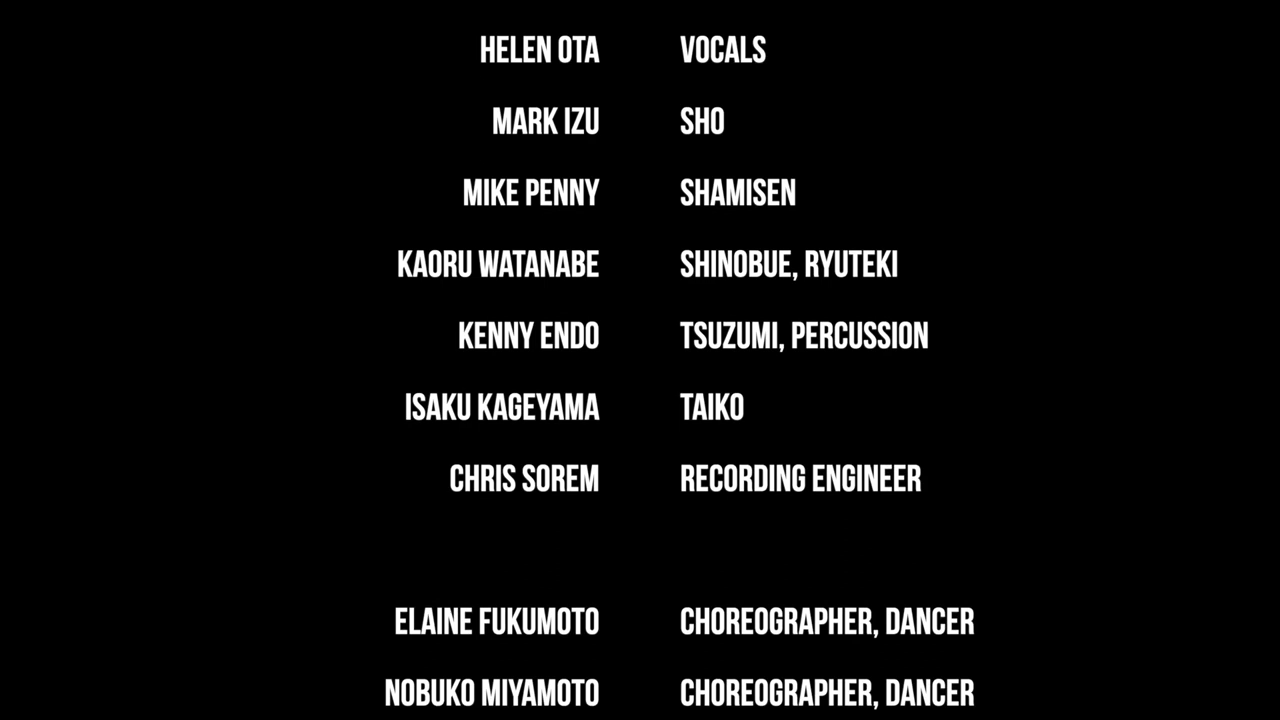 HELEN OTA VOCALS
MARK IZU SHO
MIKE PENNY SHAMISEN
KAORU WATANABE SHINOBUE, RYUTEKI
KENNY ENDO TSUZUMI, PERCUSSION
ISAKU KAGEYAMA TAIKO
CHRIS SOREM RECORDING ENGINEER
ELAINE FUKUMOTO CHOREOGRAPHER, DANCER
NOBUKO MIYAMOTO CHOREOGRAPHER, DANCER